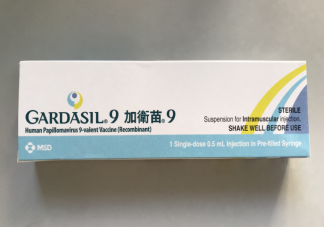 GARDASIL®9 加衛苗®9
Human Papillomavirus 9-valent Vaccine (Recombinant)
STERILE
Suspension for Intramuscular Injection.
SHAKE WELL BEFORE USE
MSD
1 Single-dose 0.5 mL Injection in Pre-filled Syringe